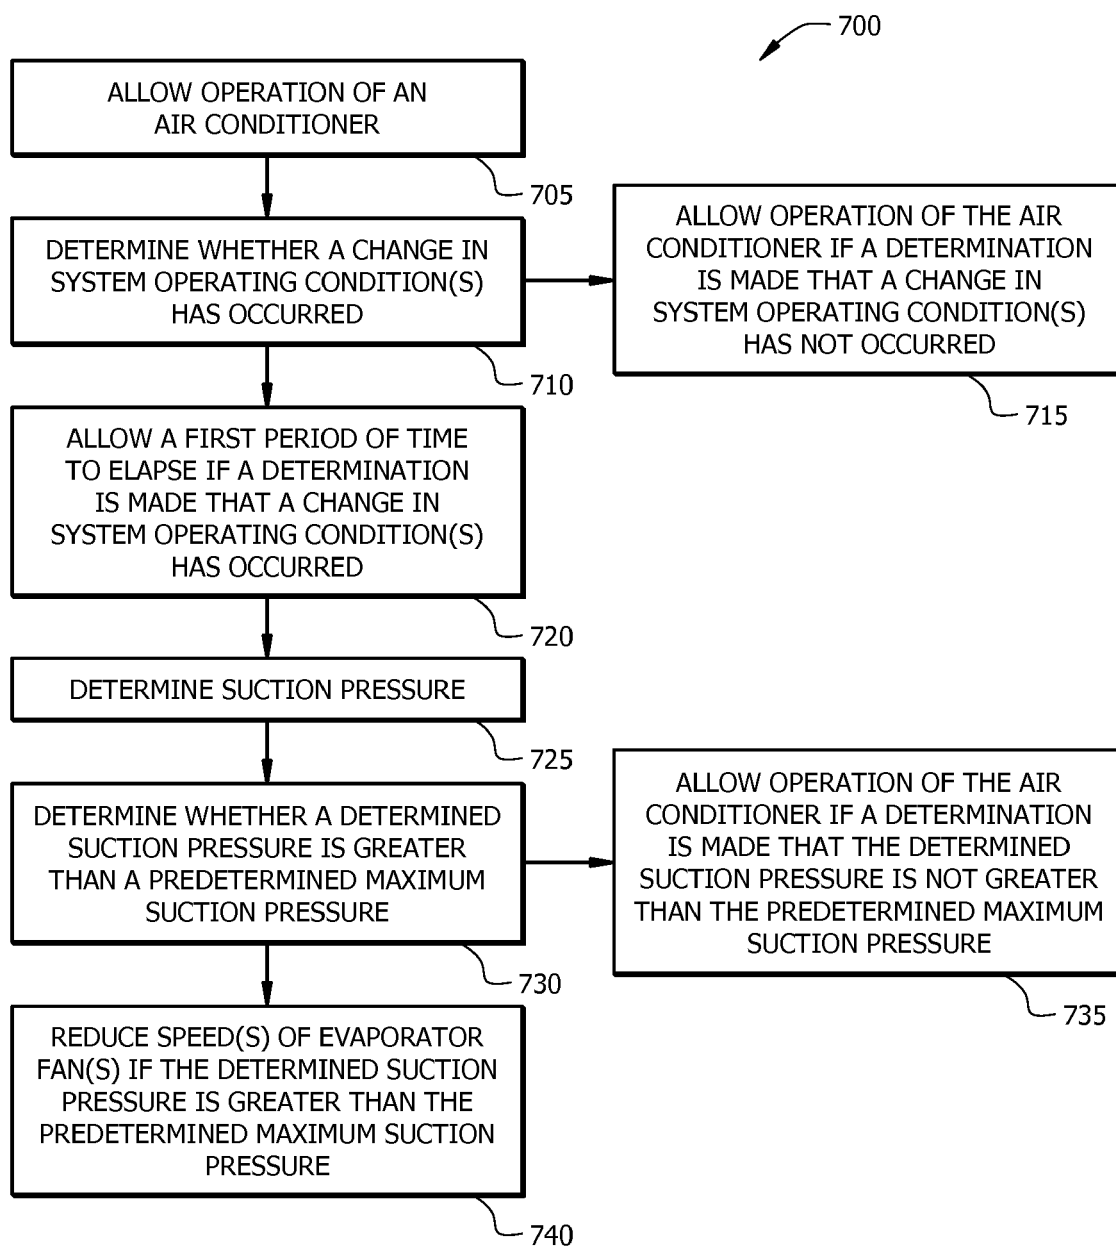 700
ALLOW OPERATION OF AN
AIR CONDITIONER
705
DETERMINE WHETHER A CHANGE IN
SYSTEM OPERATING CONDITION(S)
HAS OCCURRED
710
ALLOW OPERATION OF THE AIR
CONDITIONER IF A DETERMINATION
IS MADE THAT A CHANGE IN
SYSTEM OPERATING CONDITION(S)
HAS NOT OCCURRED
715
ALLOW A FIRST PERIOD OF TIME
TO ELAPSE IF A DETERMINATION
IS MADE THAT A CHANGE IN
SYSTEM OPERATING CONDITION(S)
HAS OCCURRED
720
DETERMINE SUCTION PRESSURE
725
DETERMINE WHETHER A DETERMINED
SUCTION PRESSURE IS GREATER
THAN A PREDETERMINED MAXIMUM
SUCTION PRESSURE
730
ALLOW OPERATION OF THE AIR
CONDITIONER IF A DETERMINATION
IS MADE THAT THE DETERMINED
SUCTION PRESSURE IS NOT GREATER
THAN THE PREDETERMINED MAXIMUM
SUCTION PRESSURE
735
REDUCE SPEED(S) OF EVAPORATOR
FAN(S) IF THE DETERMINED SUCTION
PRESSURE IS GREATER THAN THE
PREDETERMINED MAXIMUM SUCTION
PRESSURE
740